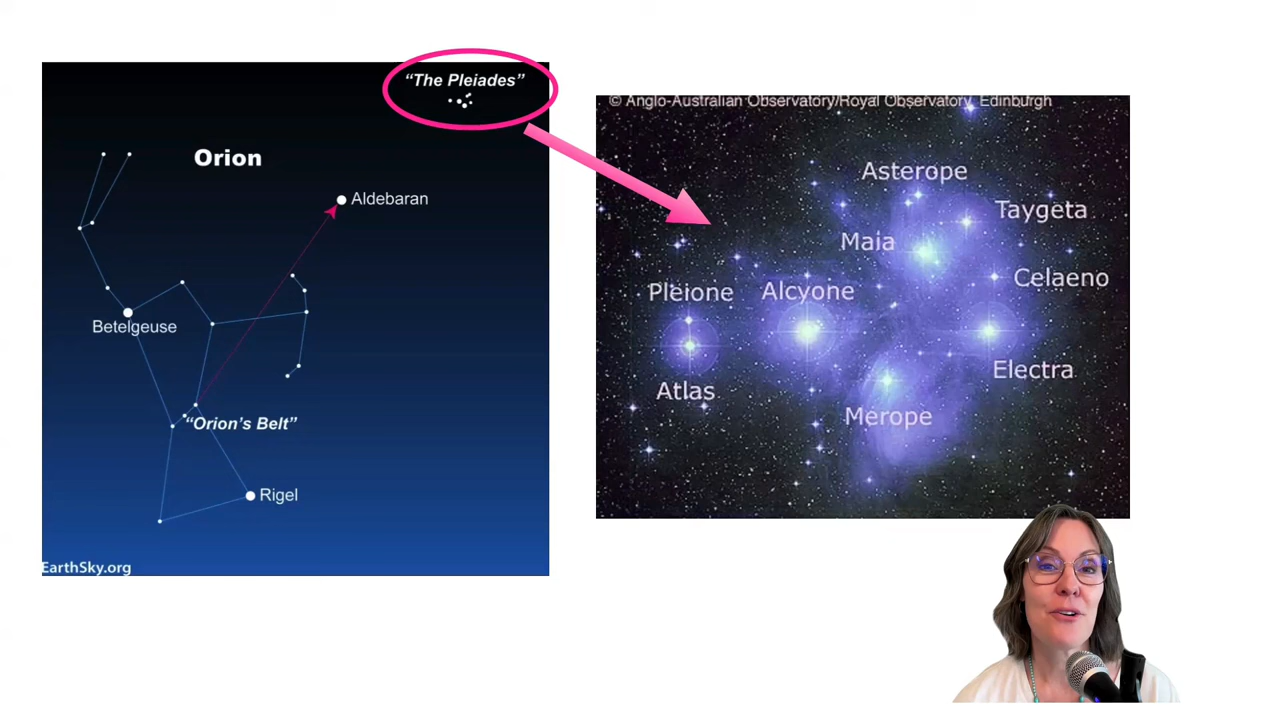 “The Pleiades”
Orion
Aldebaran
Betelgeuse
“Orion’s Belt”
Rigel
EarthSky.org
© Anglo-Australian Observatory/Royal Observatory, Edinburgh
Asterope
Taygeta
Maia
Celaeno
Pleione
Alcyone
Electra
Atlas
Merope